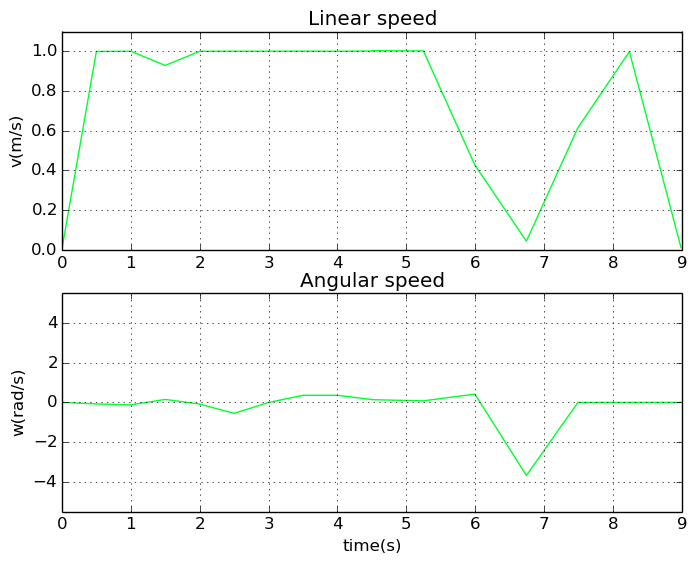 Linear speed
v(m/s)
1.0
0.8
0.6
0.4
0.2
0.0
0 1 2 3 4 5 6 7 8 9
Angular speed
w(rad/s)
4
2
0
−2
−4
0 1 2 3 4 5 6 7 8 9
time(s)